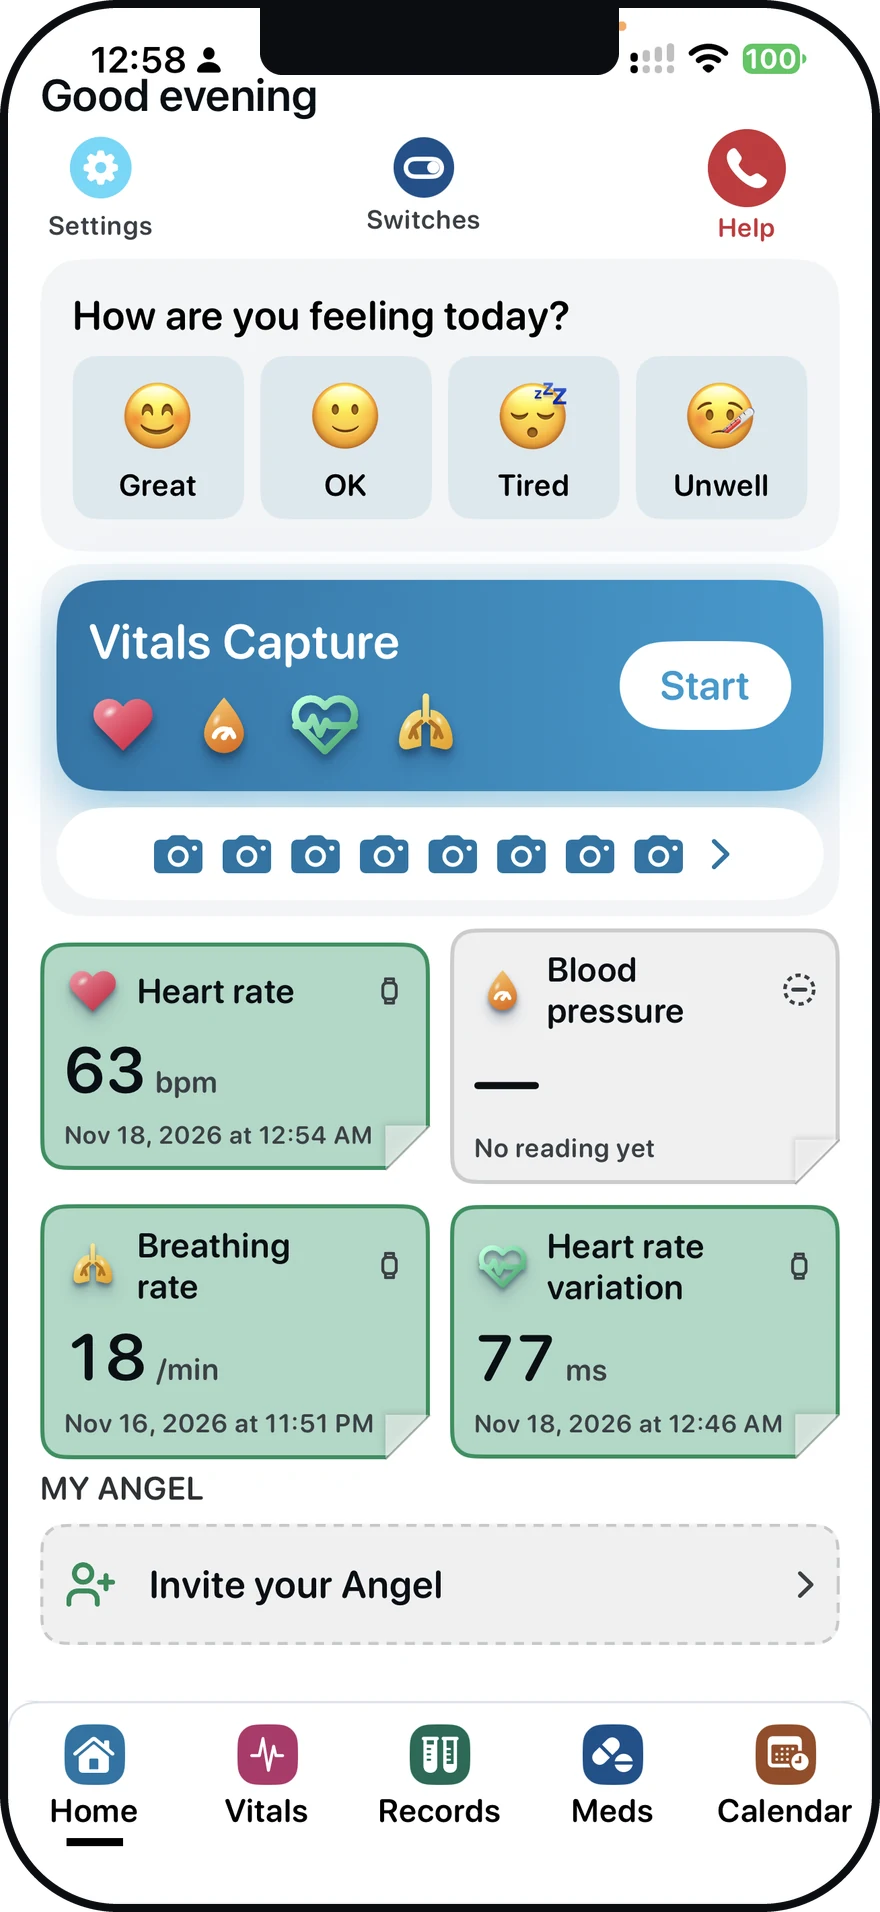 12:58
100
Good evening
Settings
Switches
Help
How are you feeling today?
Great
OK
Tired
Unwell
Vitals Capture
Start
Heart rate
63 bpm
Nov 18, 2026 at 12:54 AM
Blood
pressure
—
No reading yet
Breathing
rate
18 /min
Nov 16, 2026 at 11:51 PM
Heart rate
variation
77 ms
Nov 18, 2026 at 12:46 AM
MY ANGEL
Invite your Angel
Home
Vitals
Records
Meds
Calendar